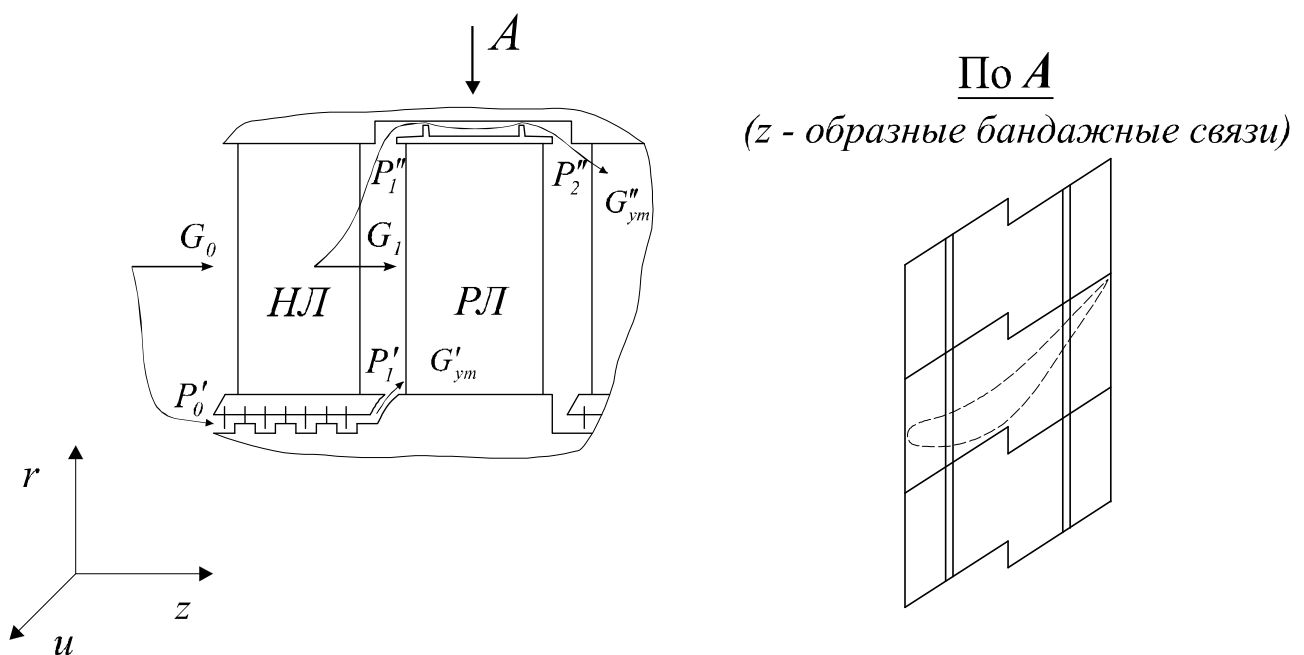 A
По A
(z - образные бандажные связи)
P₁″
P₂″
G″ут
G₀
G₁
НЛ
РЛ
P₁′
G′ут
P₀′
r
z
u